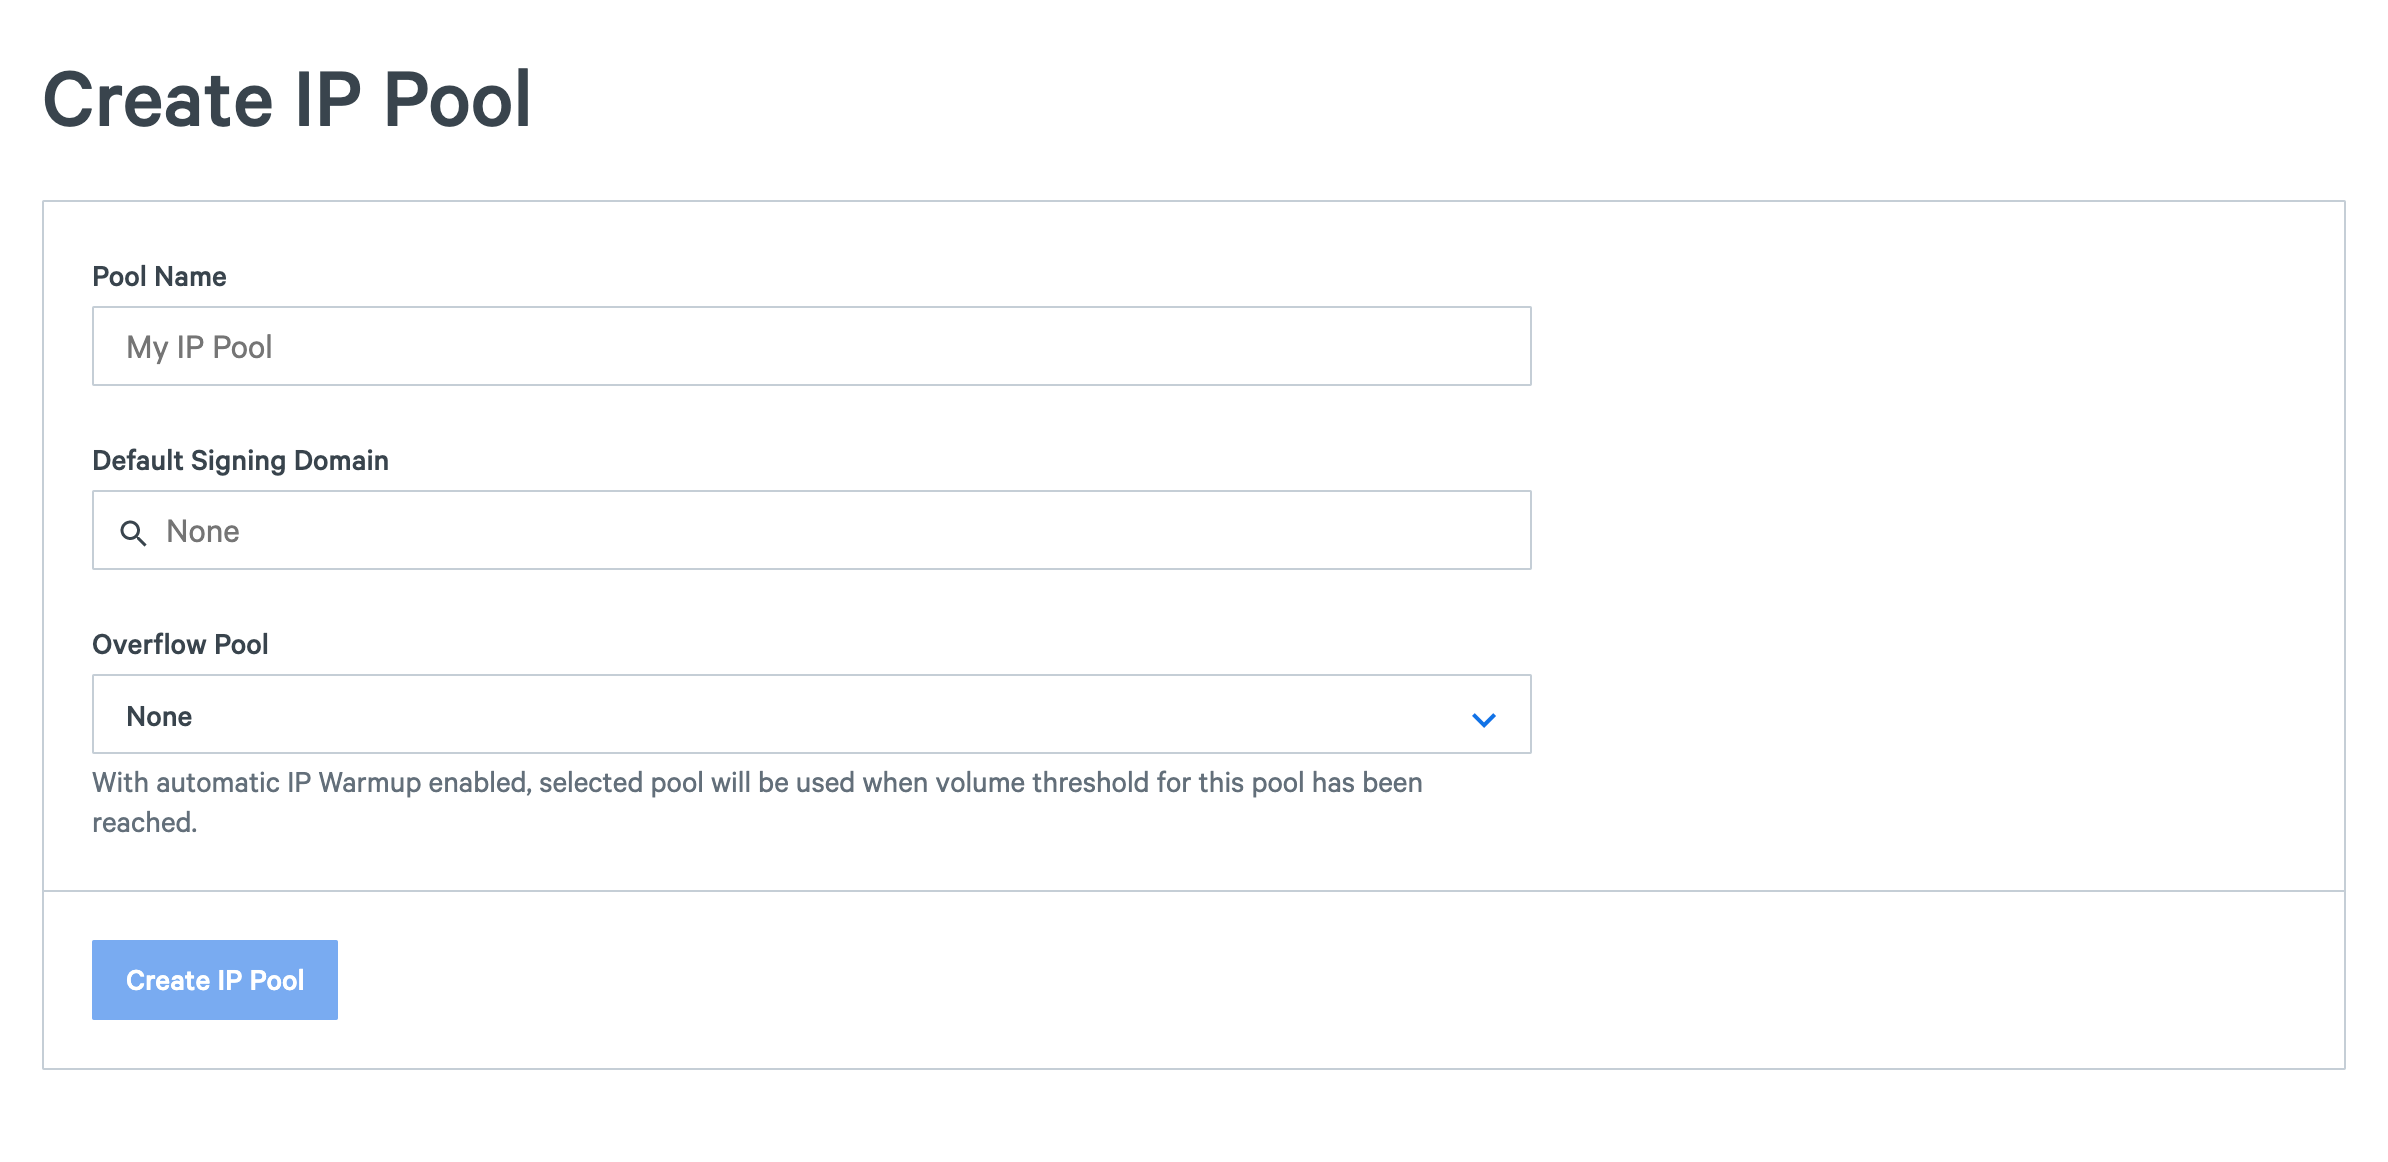 Create IP Pool
Pool Name
My IP Pool
Default Signing Domain
None
Overflow Pool
None
With automatic IP Warmup enabled, selected pool will be used when volume threshold for this pool has been
reached.
Create IP Pool